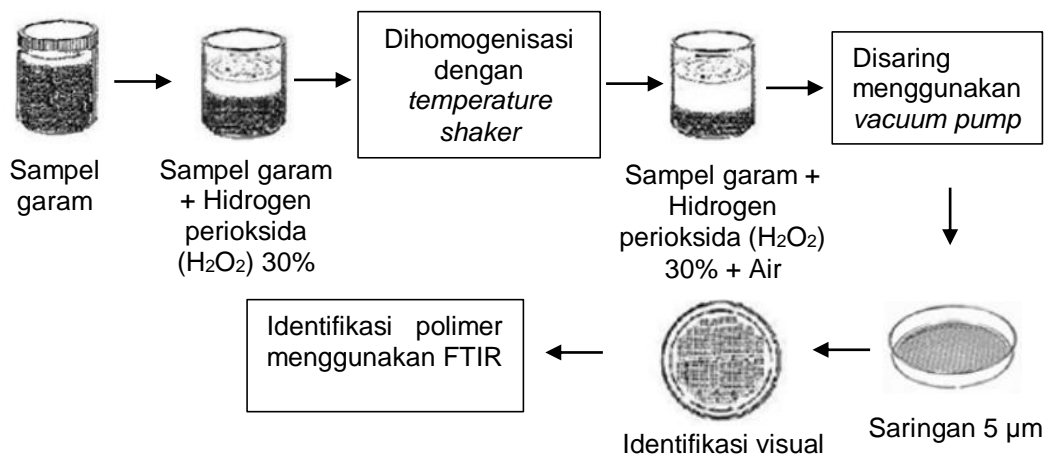 Sampel
garam
Sampel garam
+ Hidrogen
perioksida
(H₂O₂) 30%
Dihomogenisasi
dengan
temperature
shaker
Sampel garam +
Hidrogen
perioksida (H₂O₂)
30% + Air
Disaring
menggunakan
vacuum pump
Saringan 5 µm
Identifikasi visual
Identifikasi polimer
menggunakan FTIR